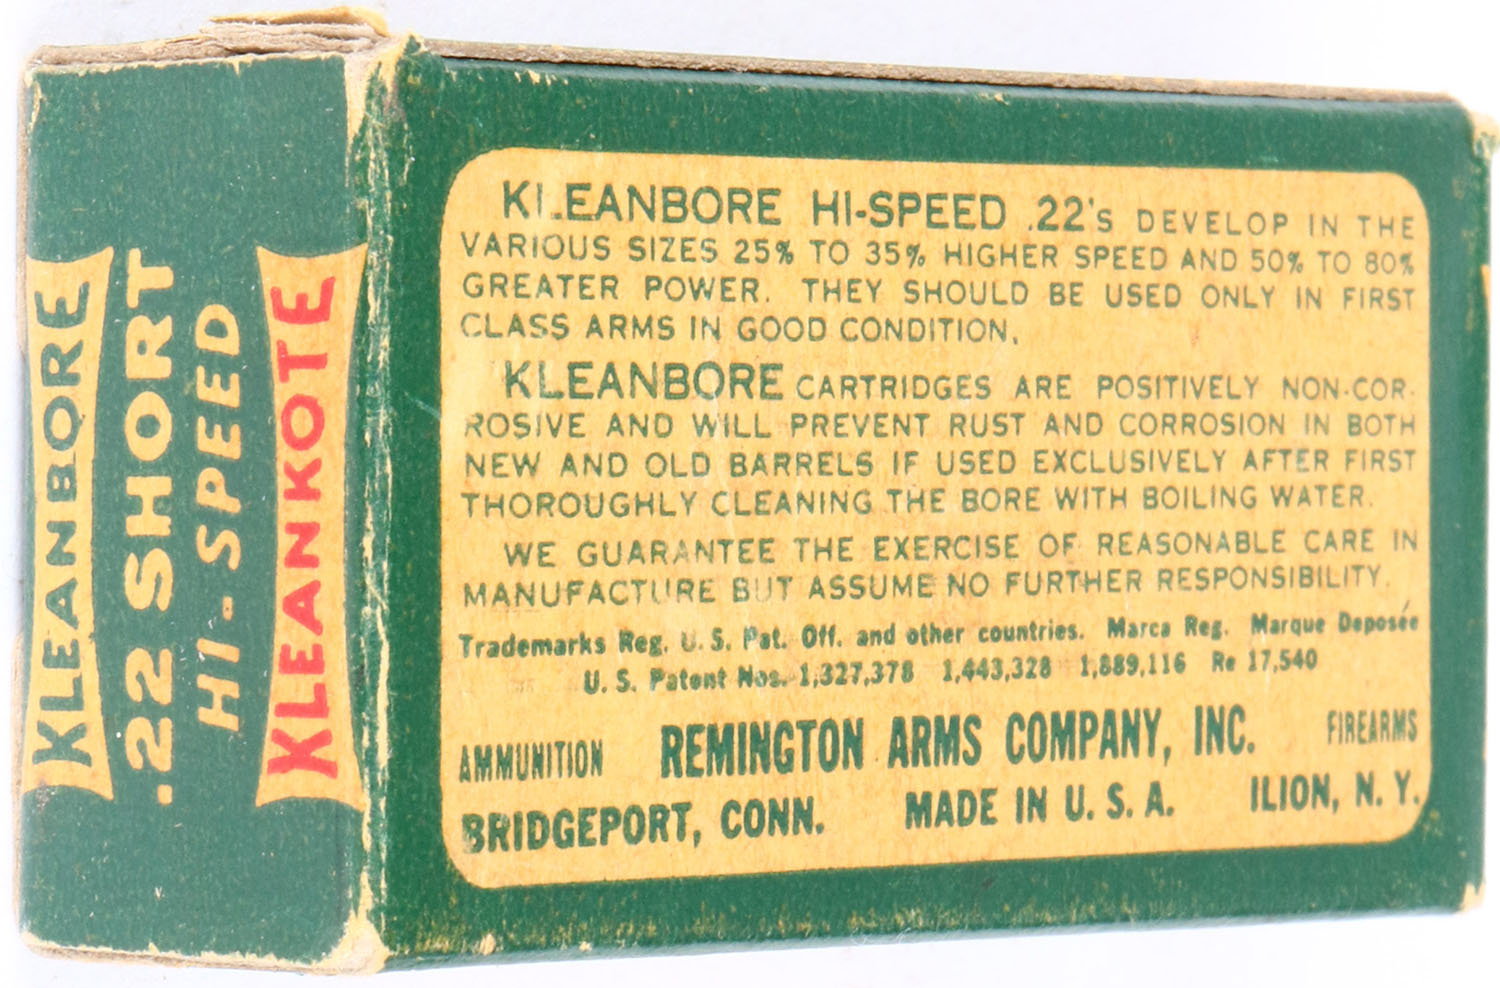 KLEANBORE
.22 SHORT
HI-SPEED
KLEANKOTE
KLEANBORE HI-SPEED .22's DEVELOP IN THE
VARIOUS SIZES 25% TO 35% HIGHER SPEED AND 50% TO 80%
GREATER POWER. THEY SHOULD BE USED ONLY IN FIRST
CLASS ARMS IN GOOD CONDITION.
KLEANBORE CARTRIDGES ARE POSITIVELY NON-COR-
ROSIVE AND WILL PREVENT RUST AND CORROSION IN BOTH
NEW AND OLD BARRELS IF USED EXCLUSIVELY AFTER FIRST
THOROUGHLY CLEANING THE BORE WITH BOILING WATER.
WE GUARANTEE THE EXERCISE OF REASONABLE CARE IN
MANUFACTURE BUT ASSUME NO FURTHER RESPONSIBILITY.
Trademarks Reg. U. S. Pat. Off. and other countries. Marca Reg. Marque Deposée
U. S. Patent Nos. 1,327,378 1,443,328 1,889,116 Re 17,540
AMMUNITION REMINGTON ARMS COMPANY, INC. FIREARMS
BRIDGEPORT, CONN. MADE IN U. S. A. ILION, N. Y.